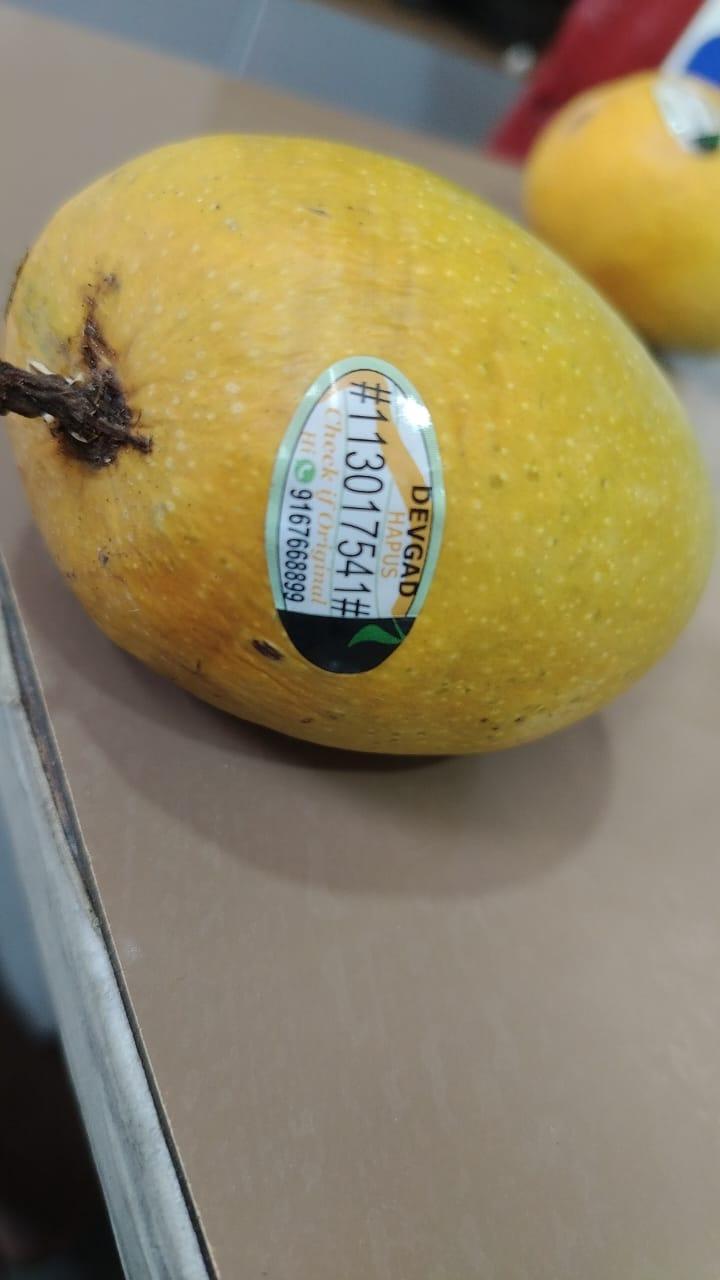 DEVGAD
HAPUS
#113017541#
Check if Original
Hi 9167668899